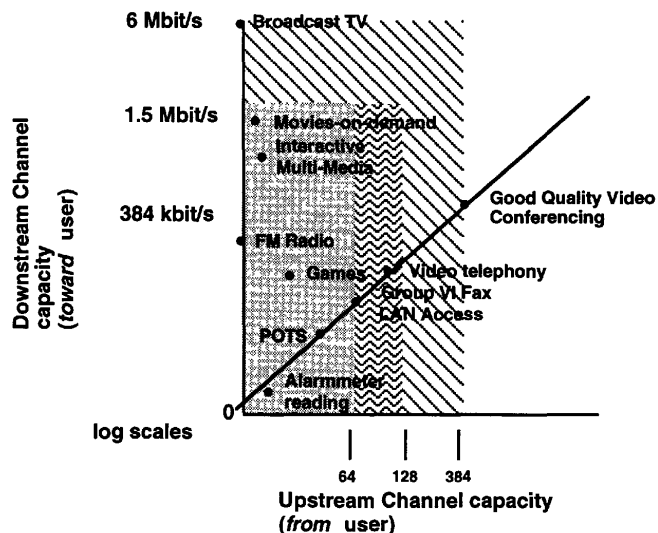 6 Mbit/s
Broadcast TV
1.5 Mbit/s
Movies-on-demand
Interactive
Multi-Media
384 kbit/s
Good Quality Video
Conferencing
FM Radio
Games
Video telephony
Group VI Fax
LAN Access
POTS
Alarmmeter
reading
0
Downstream Channel
capacity
(toward user)
log scales
64
128
384
Upstream Channel capacity
(from user)